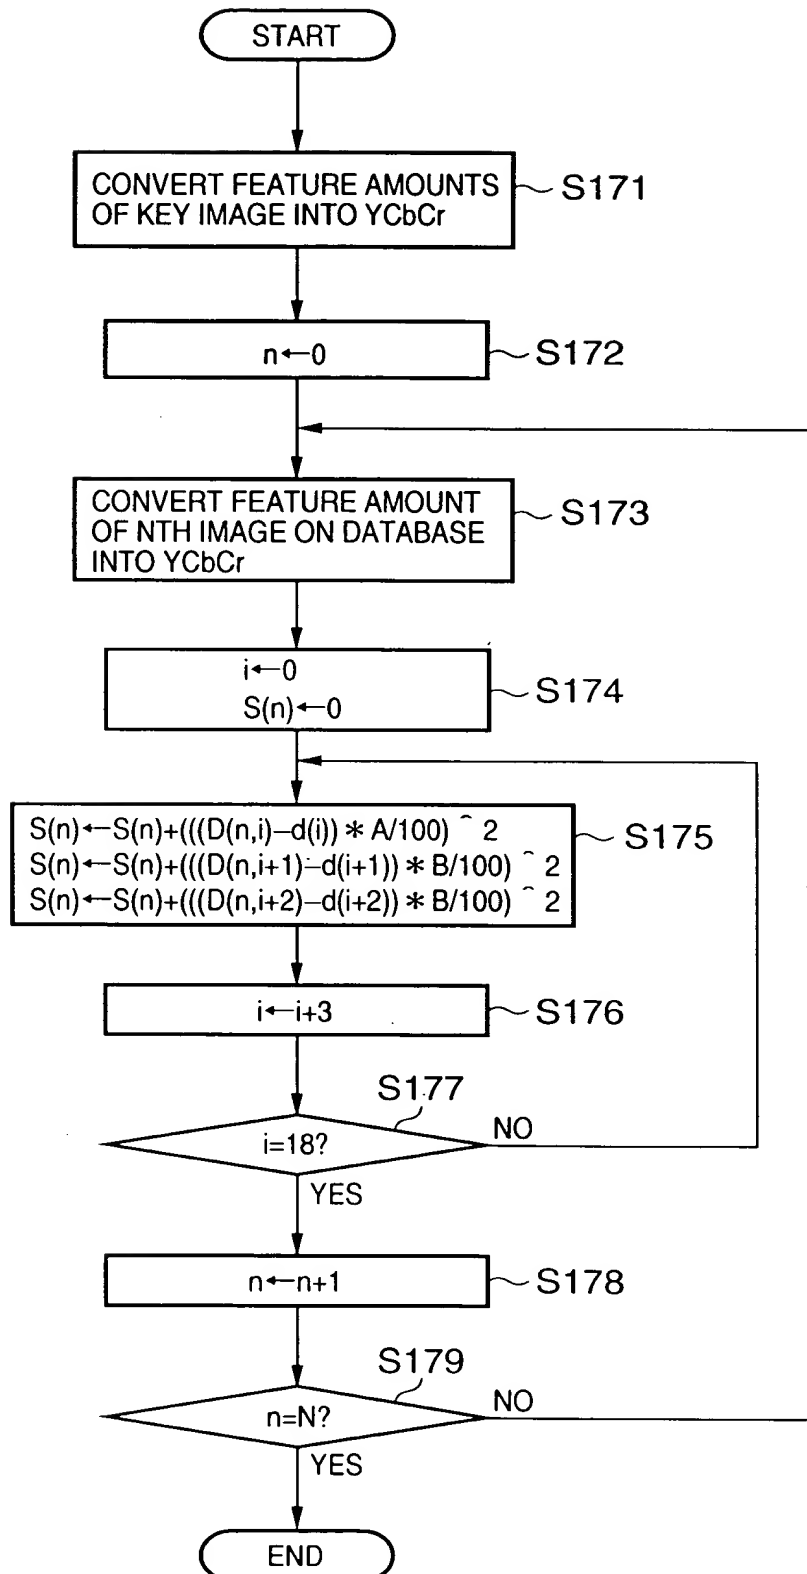 START
CONVERT FEATURE AMOUNTS
OF KEY IMAGE INTO YCbCr
S171
n←0
S172
CONVERT FEATURE AMOUNT
OF NTH IMAGE ON DATABASE
INTO YCbCr
S173
i←0
S(n)←0
S174
S(n)←S(n)+(((D(n,i)–d(i)) * A/100) ^ 2
S(n)←S(n)+(((D(n,i+1)–d(i+1)) * B/100) ^ 2
S(n)←S(n)+(((D(n,i+2)–d(i+2)) * B/100) ^ 2
S175
i←i+3
S176
S177
i=18?
NO
YES
n←n+1
S178
S179
n=N?
NO
YES
END